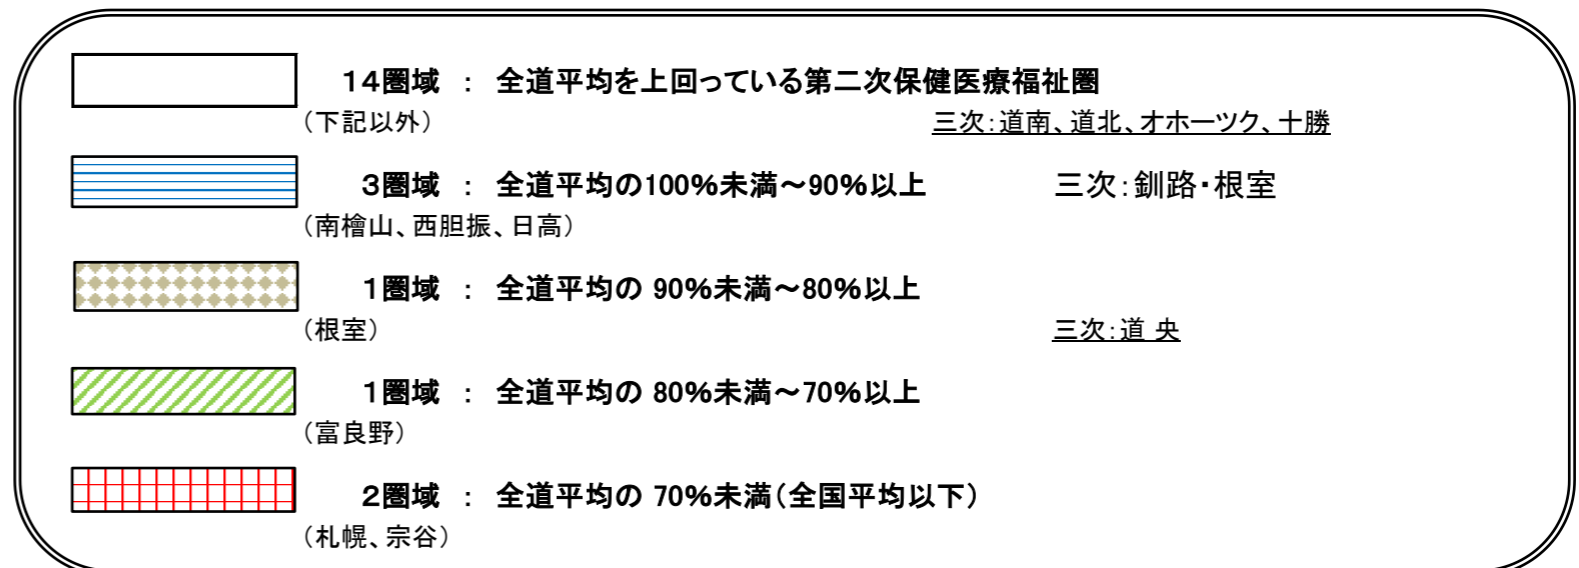 14圏域 : 全道平均を上回っている第二次保健医療福祉圏
(下記以外) 三次:道南、道北、オホーツク、十勝
3圏域 : 全道平均の100%未満~90%以上 三次:釧路・根室
(南檜山、西胆振、日高)
1圏域 : 全道平均の 90%未満~80%以上
(根室) 三次:道 央
1圏域 : 全道平均の 80%未満~70%以上
(富良野)
2圏域 : 全道平均の 70%未満(全国平均以下)
(札幌、宗谷)